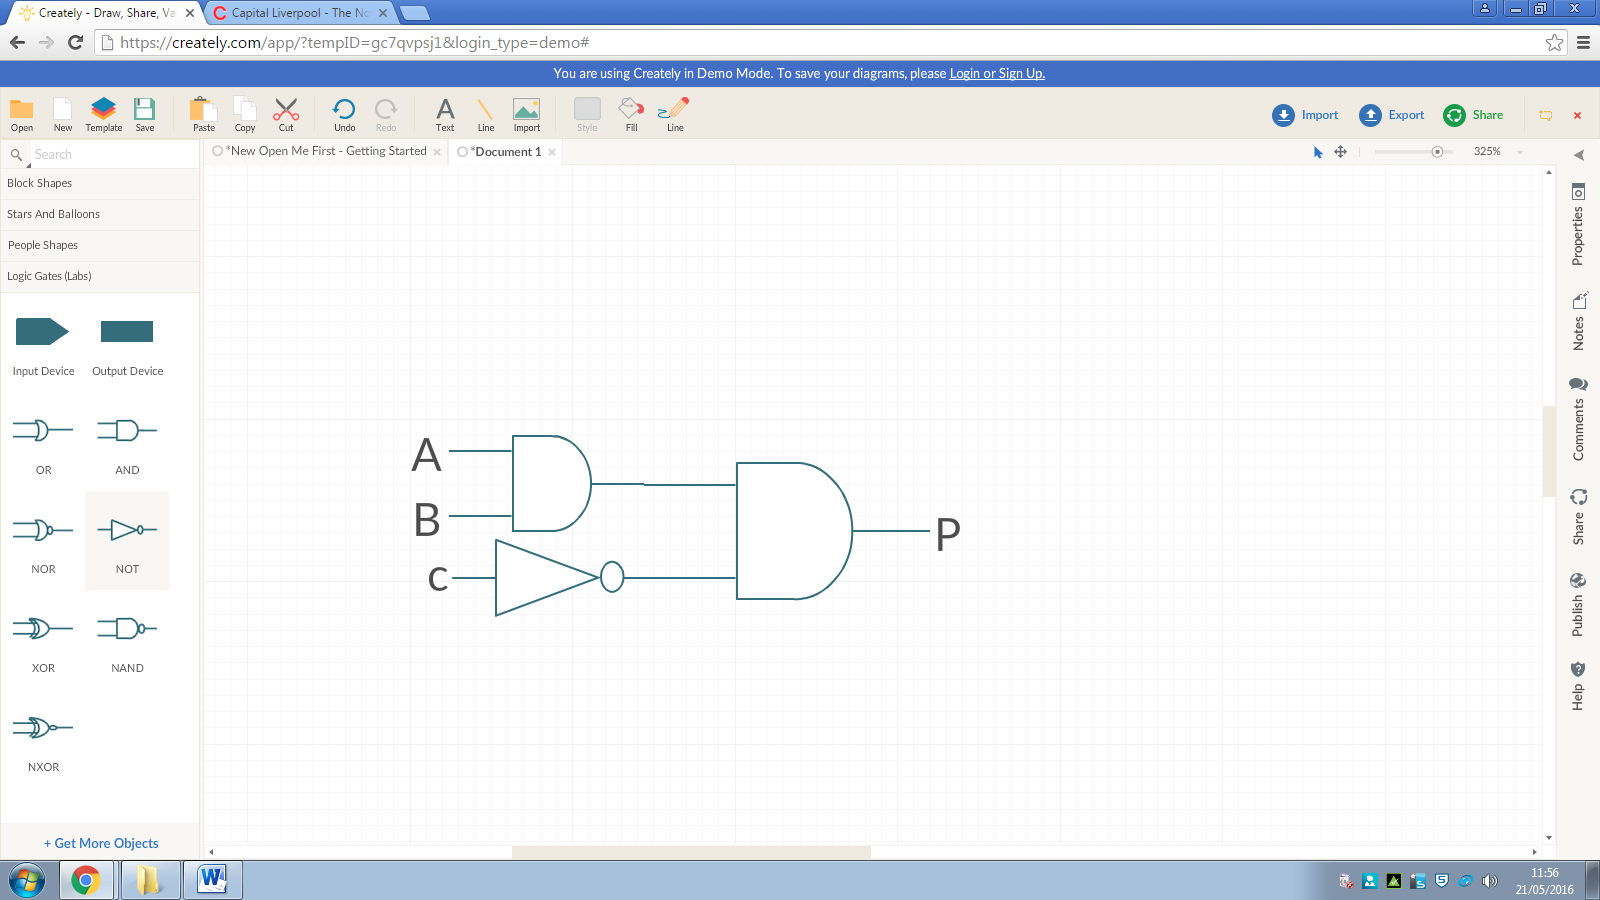 Creately - Draw, Share, Va
Capital Liverpool - The No
https://creately.com/app/?tempID=gc7qvpsj1&login_type=demo#
You are using Creately in Demo Mode. To save your diagrams, please Login or Sign Up.
Open New Template Save Paste Copy Cut Undo Redo Text Line Import Style Fill Line
Import Export Share
Search
*New Open Me First - Getting Started *Document 1
325%
Block Shapes
Stars And Balloons
People Shapes
Logic Gates (Labs)
Input Device Output Device
OR AND
NOR NOT
XOR NAND
NXOR
+ Get More Objects
A
B
c
P
Properties
Notes
Comments
Share
Publish
Help
11:56
21/05/2016